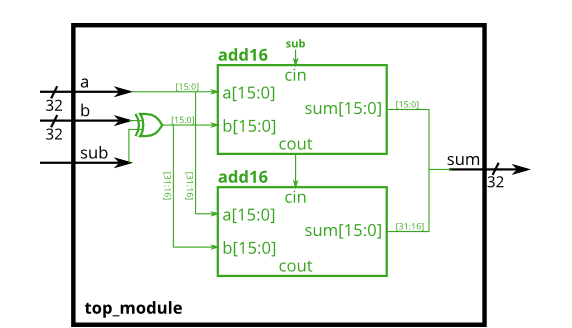 sub
add16
a
[15:0]
cin
a[15:0]
32
sum[15:0]
[15:0]
b
[15:0]
b[15:0]
32
cout
sub
sum
add16
32
[31:16]
[31:16]
cin
a[15:0]
sum[15:0]
[31:16]
b[15:0]
cout
top_module